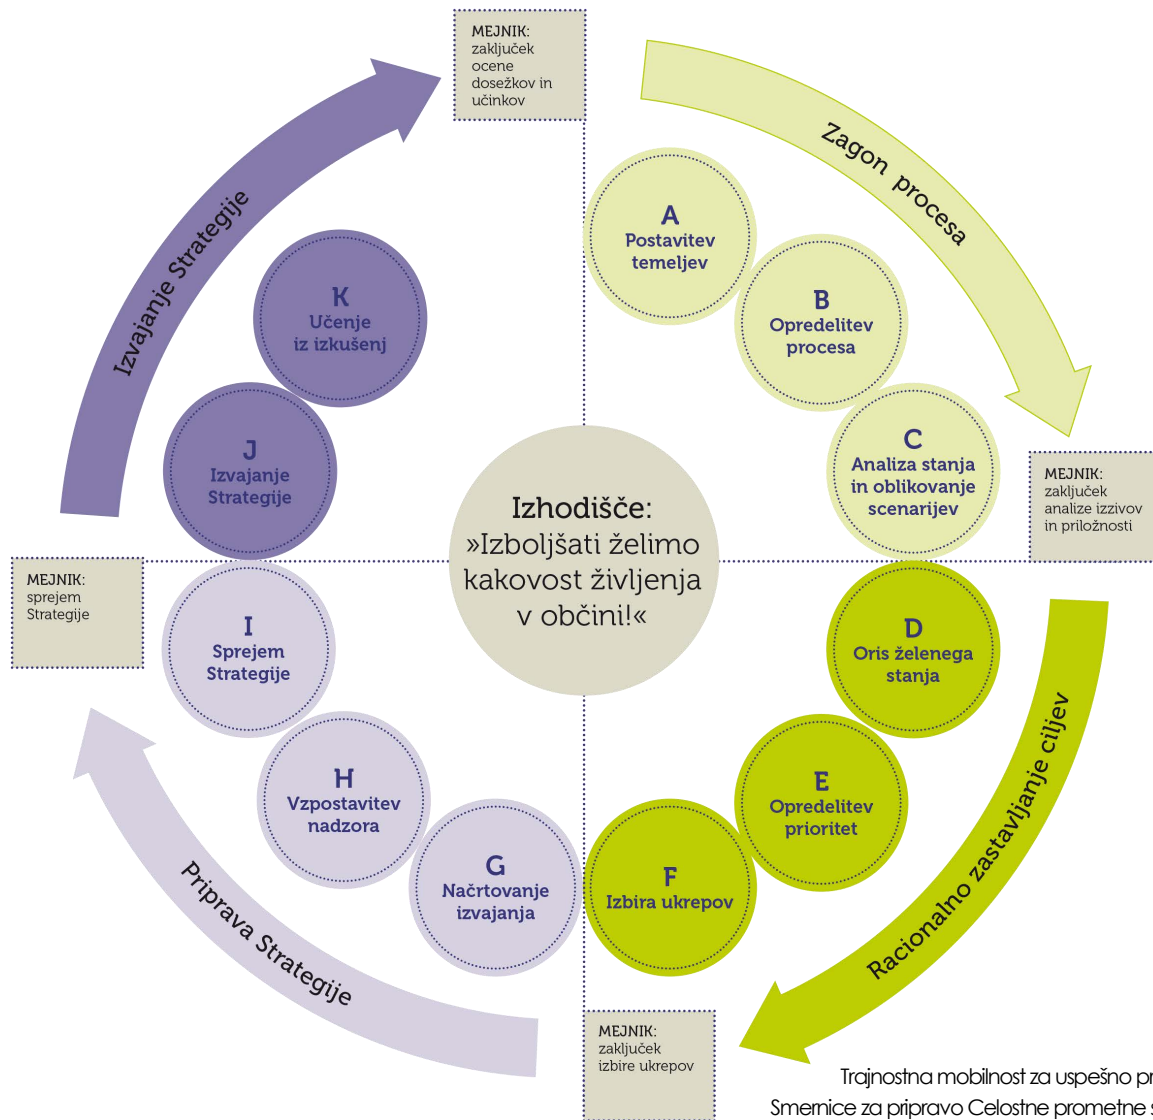 MEJNIK:
zaključek
ocene
dosežkov in
učinkov
Zagon procesa
A
Postavitev
temeljev
B
Opredelitev
procesa
C
Analiza stanja
in oblikovanje
scenarijev
MEJNIK:
zaključek
analize izzivov
in priložnosti
Racionalno zastavljanje ciljev
D
Oris želenega
stanja
E
Opredelitev
prioritet
F
Izbira ukrepov
MEJNIK:
zaključek
izbire ukrepov
Priprava Strategije
G
Načrtovanje
izvajanja
H
Vzpostavitev
nadzora
I
Sprejem
Strategije
MEJNIK:
sprejem
Strategije
Izvajanje Strategije
J
Izvajanje
Strategije
K
Učenje
iz izkušenj
Izhodišče:
»Izboljšati želimo
kakovost življenja
v občini!«
Trajnostna mobilnost za uspešno pr
Smernice za pripravo Celostne prometne s